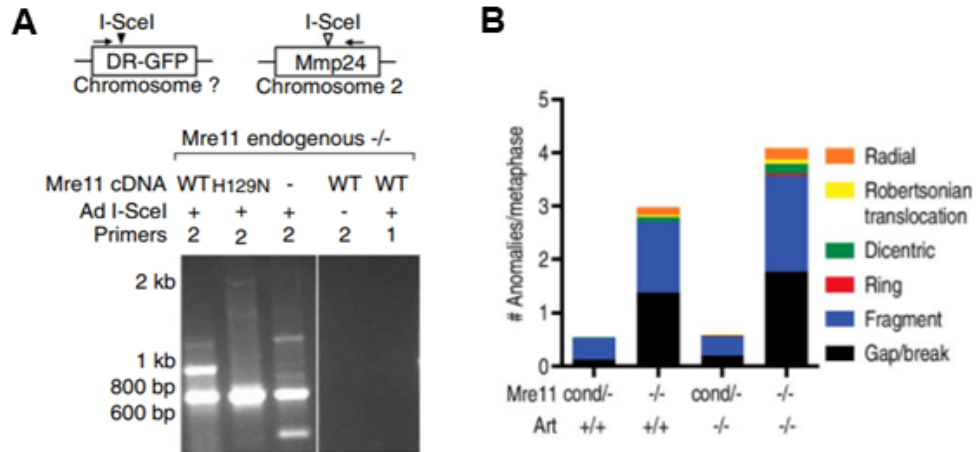 A
I-SceI
I-SceI
DR-GFP
Mmp24
Chromosome ?
Chromosome 2
Mre11 endogenous -/-
Mre11 cDNA WT H129N - WT WT
Ad I-SceI + + + - +
Primers 2 2 2 2 1
2 kb
1 kb
800 bp
600 bp
B
# Anomalies/metaphase
5
4
3
2
1
0
Mre11 cond/- -/- cond/- -/-
Art +/+ +/+ -/- -/-
Radial
Robertsonian
translocation
Dicentric
Ring
Fragment
Gap/break